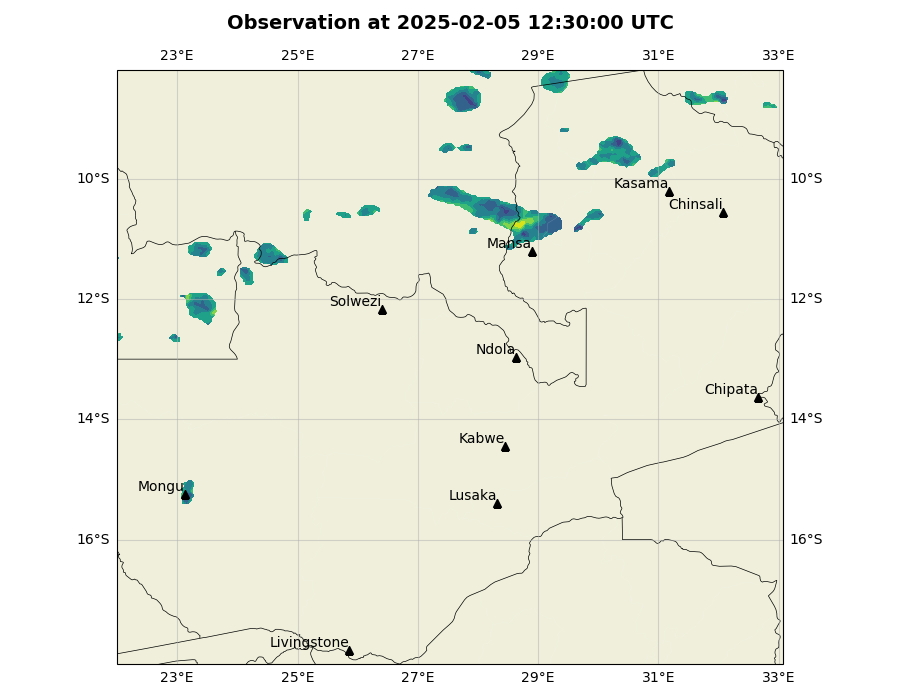 Observation at 2025-02-05 12:30:00 UTC
23°E 25°E 27°E 29°E 31°E 33°E
10°S 10°S
Kasama
Chinsali
Mansa
12°S 12°S
Solwezi
Ndola
Chipata
14°S 14°S
Kabwe
Mongu
Lusaka
16°S 16°S
Livingstone
23°E 25°E 27°E 29°E 31°E 33°E